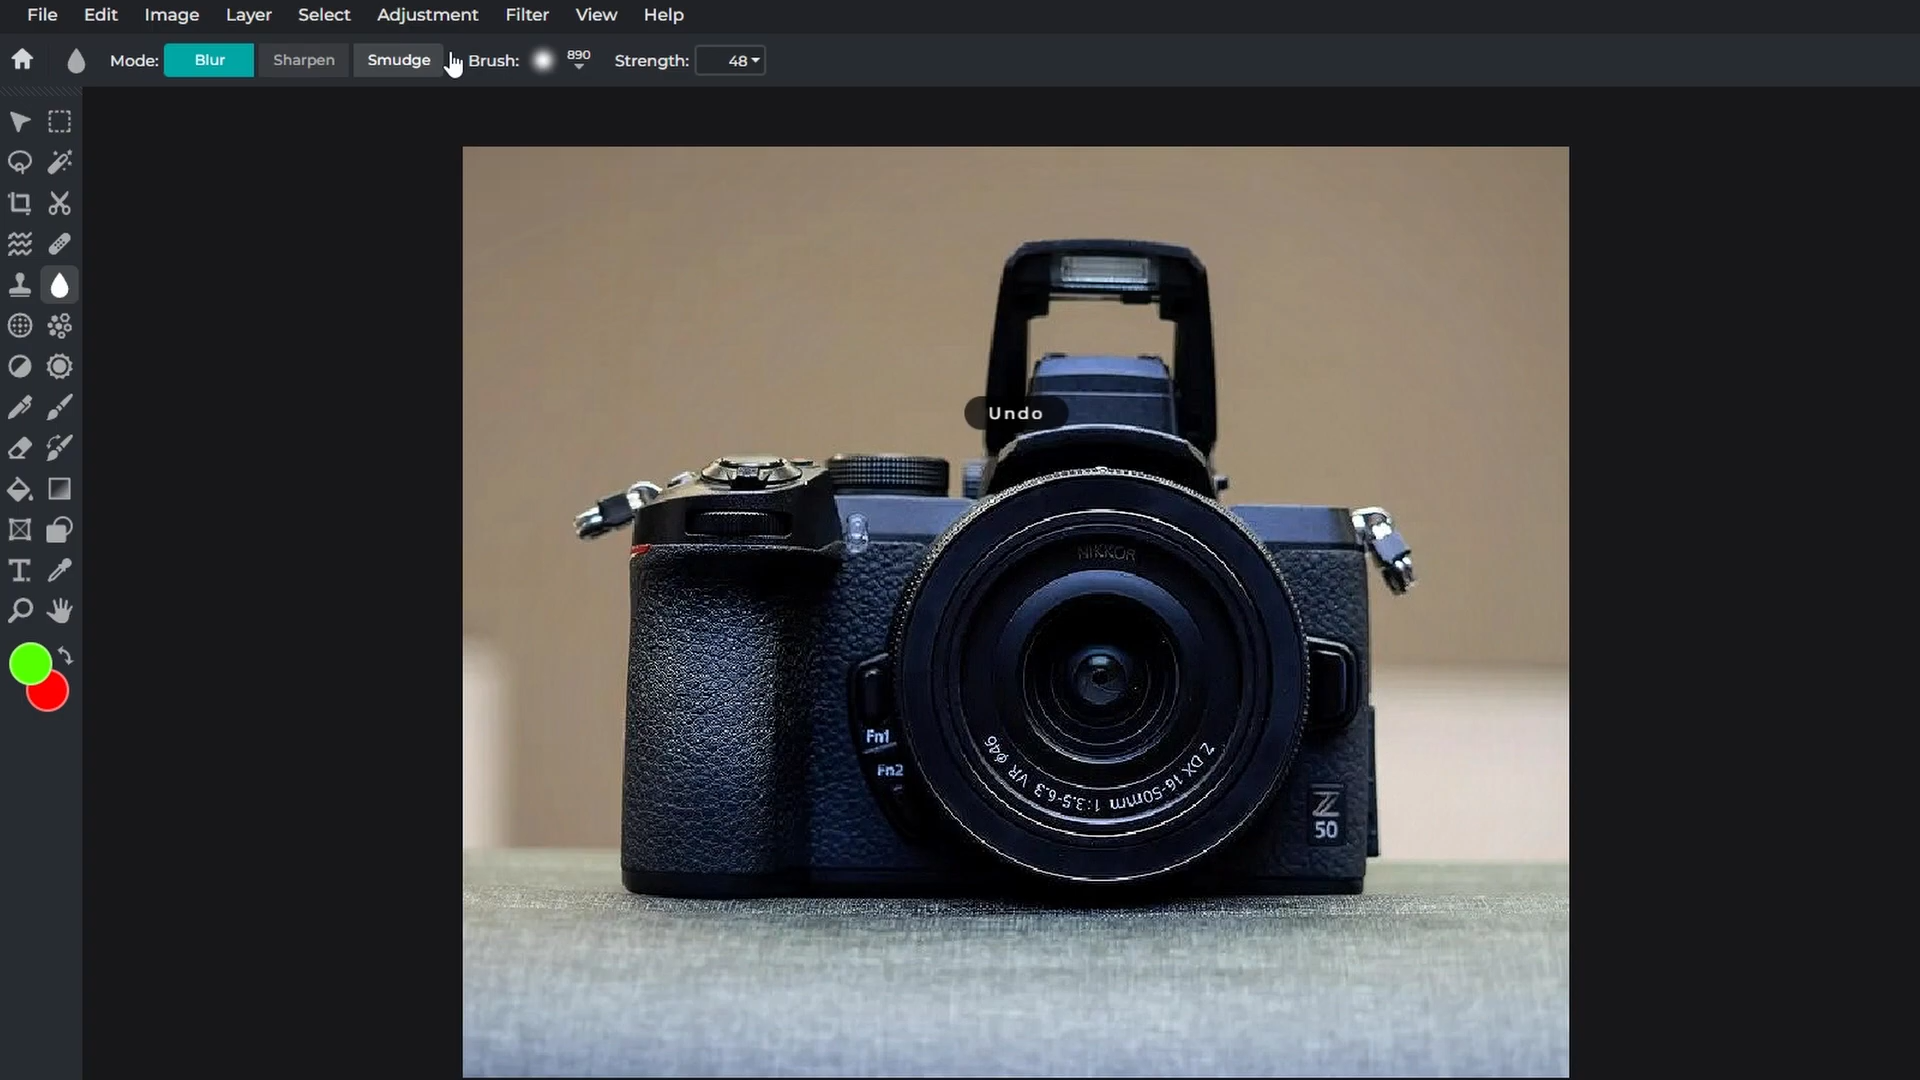 File Edit Image Layer Select Adjustment Filter View Help
Mode: Blur Sharpen Smudge Brush: 890 Strength: 48
Undo
NIKKOR
Fn1
Fn2
Z DX 16-50mm 1:3.5-6.3 VR ϕ46
Z
50
T